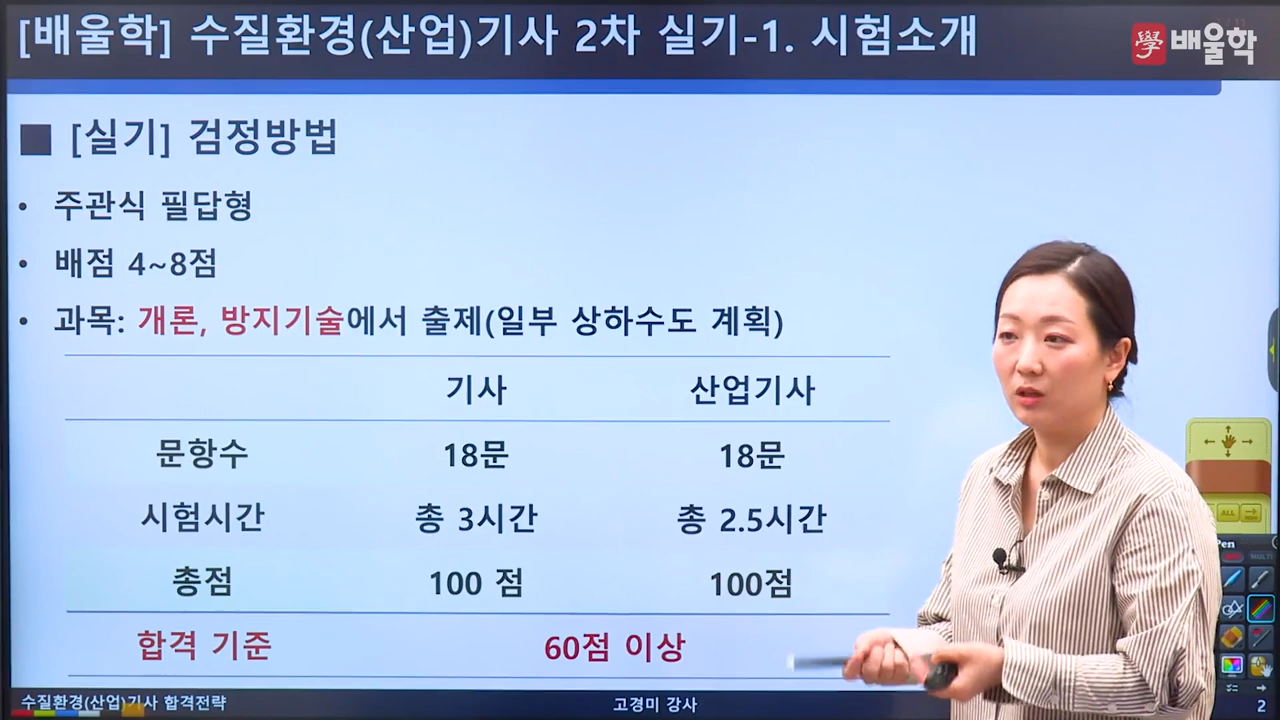 [배울학] 수질환경(산업)기사 2차 실기-1. 시험소개
學 배울학
■ [실기] 검정방법
• 주관식 필답형
• 배점 4~8점
• 과목: 개론, 방지기술에서 출제(일부 상하수도 계획)
기사 산업기사
문항수 18문 18문
시험시간 총 3시간 총 2.5시간
총점 100 점 100점
합격 기준 60점 이상
ALL
Pen
수질환경(산업)기사 합격전략
고경미 강사
2